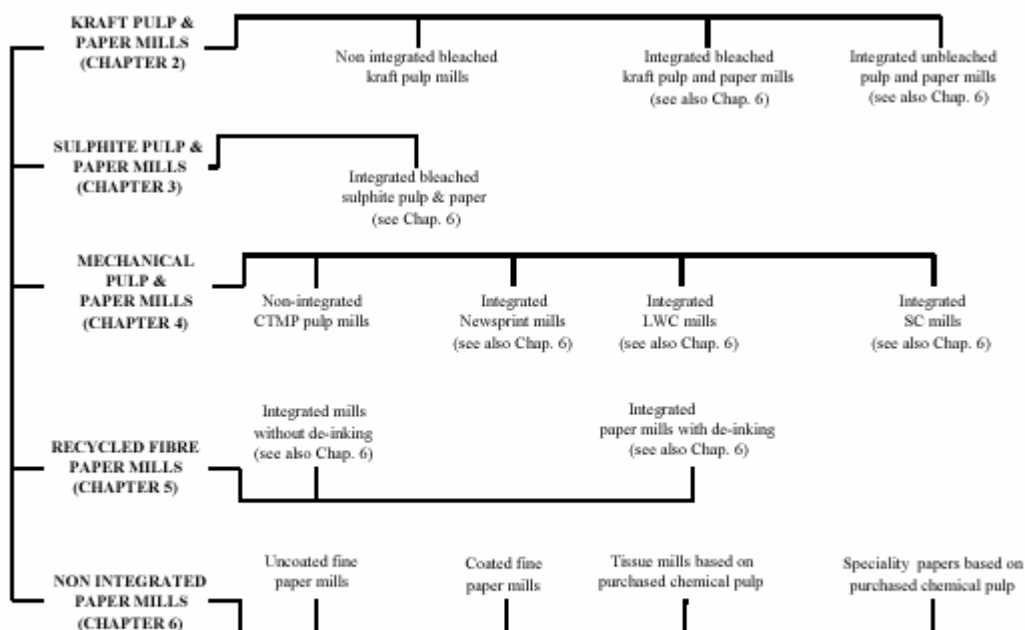 KRAFT PULP &
PAPER MILLS
(CHAPTER 2)
Non integrated bleached
kraft pulp mills
Integrated bleached
kraft pulp and paper mills
(see also Chap. 6)
Integrated unbleached
pulp and paper mills
(see also Chap. 6)
SULPHITE PULP &
PAPER MILLS
(CHAPTER 3)
Integrated bleached
sulphite pulp & paper
(see Chap. 6)
MECHANICAL
PULP &
PAPER MILLS
(CHAPTER 4)
Non-integrated
CTMP pulp mills
Integrated
Newsprint mills
(see also Chap. 6)
Integrated
LWC mills
(see also Chap. 6)
Integrated
SC mills
(see also Chap. 6)
RECYCLED FIBRE
PAPER MILLS
(CHAPTER 5)
Integrated mills
without de-inking
(see also Chap. 6)
Integrated
paper mills with de-inking
(see also Chap. 6)
NON INTEGRATED
PAPER MILLS
(CHAPTER 6)
Uncoated fine
paper mills
Coated fine
paper mills
Tissue mills based on
purchased chemical pulp
Speciality papers based on
purchased chemical pulp